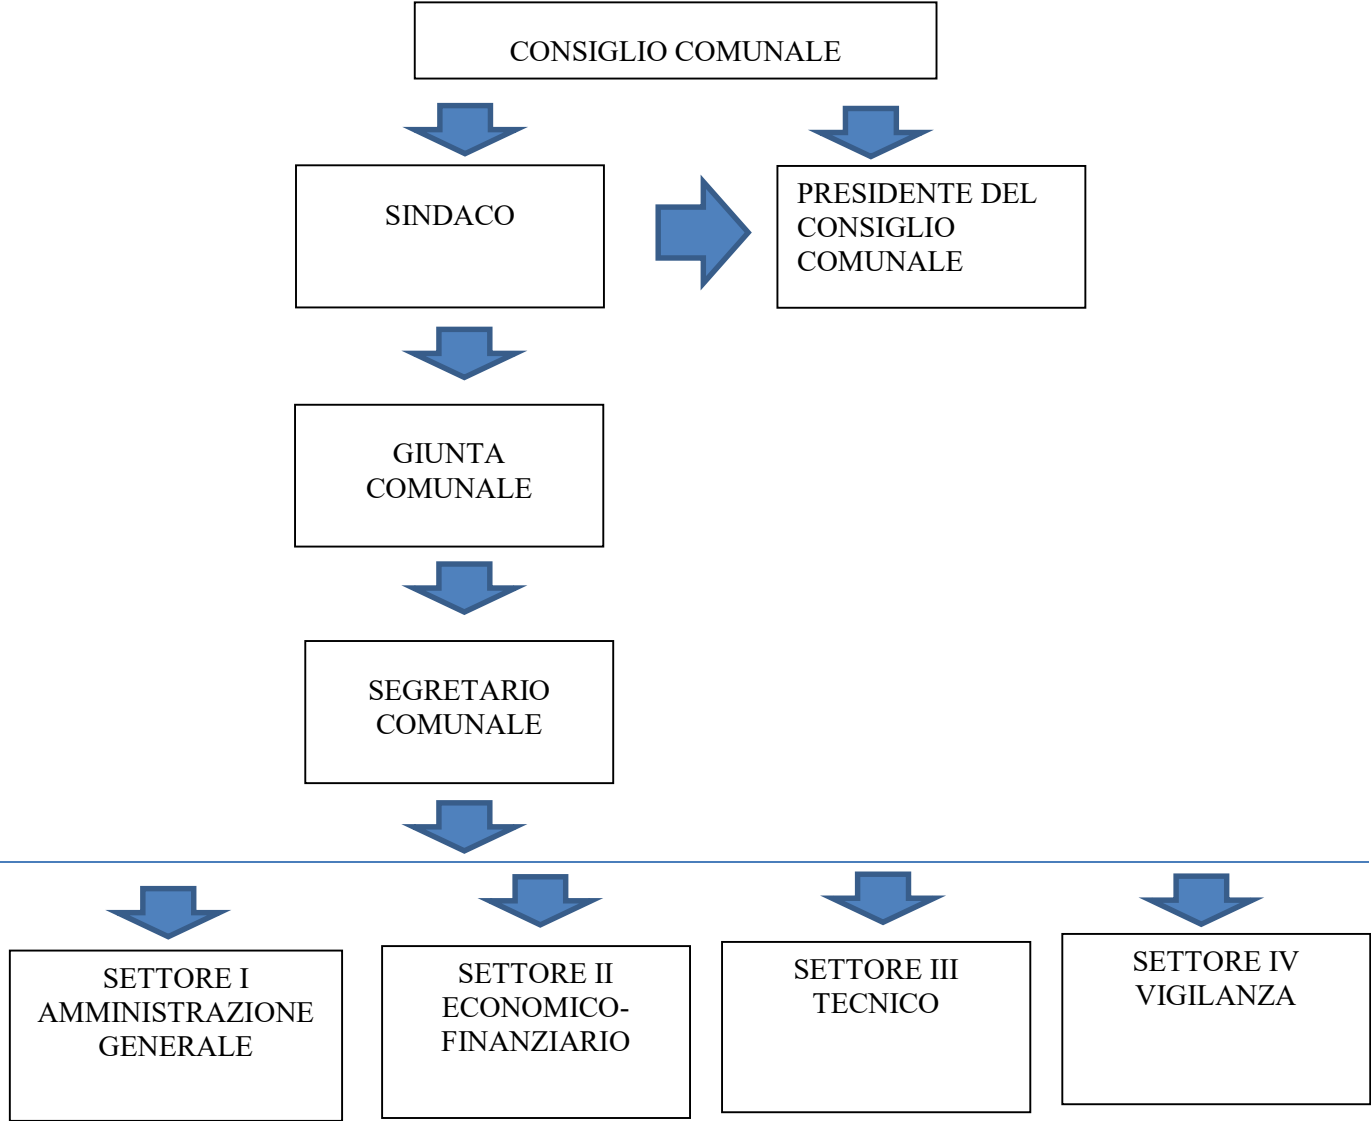 CONSIGLIO COMUNALE
SINDACO
PRESIDENTE DEL
CONSIGLIO
COMUNALE
GIUNTA
COMUNALE
SEGRETARIO
COMUNALE
SETTORE I
AMMINISTRAZIONE
GENERALE
SETTORE II
ECONOMICO-
FINANZIARIO
SETTORE III
TECNICO
SETTORE IV
VIGILANZA